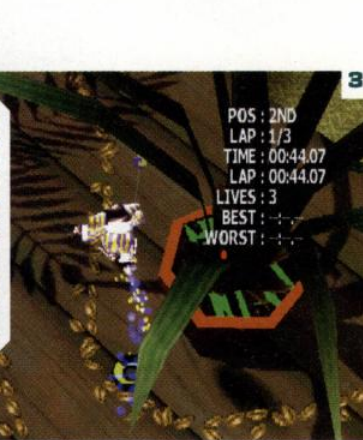 3
POS : 2ND
LAP : 1/3
TIME : 00:44.07
LAP : 00:44.07
LIVES : 3
BEST : --:--.--
WORST : --:--.--